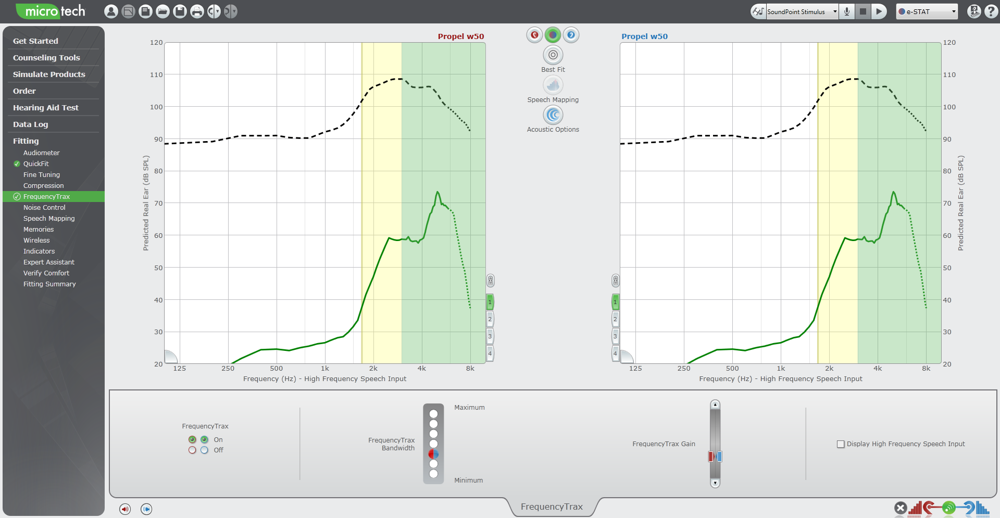 micro tech
SoundPoint Stimulus
e-STAT
Get Started
Counseling Tools
Simulate Products
Order
Hearing Aid Test
Data Log
Fitting
Audiometer
QuickFit
Fine Tuning
Compression
FrequencyTrax
Noise Control
Speech Mapping
Memories
Wireless
Indicators
Expert Assistant
Verify Comfort
Fitting Summary
Propel w50
120
110
100
90
80
70
60
50
40
30
20
Predicted Real Ear (dB SPL)
125 250 500 1k 2k 4k 8k
Frequency (Hz) - High Frequency Speech Input
1
2
3
4
Best Fit
Speech Mapping
Acoustic Options
Propel w50
120
110
100
90
80
70
60
50
40
30
20
Predicted Real Ear (dB SPL)
125 250 500 1k 2k 4k 8k
Frequency (Hz) - High Frequency Speech Input
1
2
3
4
FrequencyTrax
On
Off
FrequencyTrax
Bandwidth
Maximum
Minimum
FrequencyTrax Gain
Display High Frequency Speech Input
FrequencyTrax